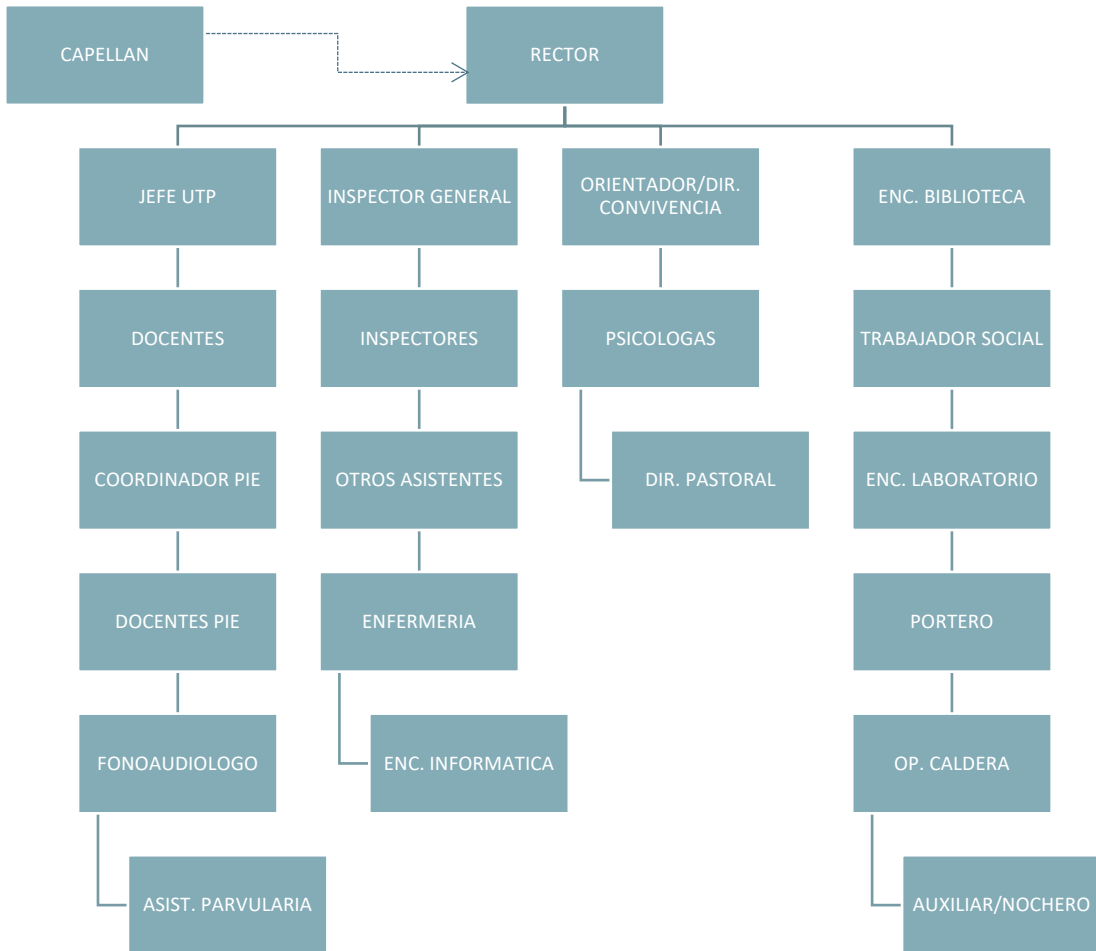 CAPELLAN
RECTOR
JEFE UTP
INSPECTOR GENERAL
ORIENTADOR/DIR.
CONVIVENCIA
ENC. BIBLIOTECA
DOCENTES
INSPECTORES
PSICOLOGAS
TRABAJADOR SOCIAL
COORDINADOR PIE
OTROS ASISTENTES
DIR. PASTORAL
ENC. LABORATORIO
DOCENTES PIE
ENFERMERIA
PORTERO
FONOAUDIOLOGO
ENC. INFORMATICA
OP. CALDERA
ASIST. PARVULARIA
AUXILIAR/NOCHERO